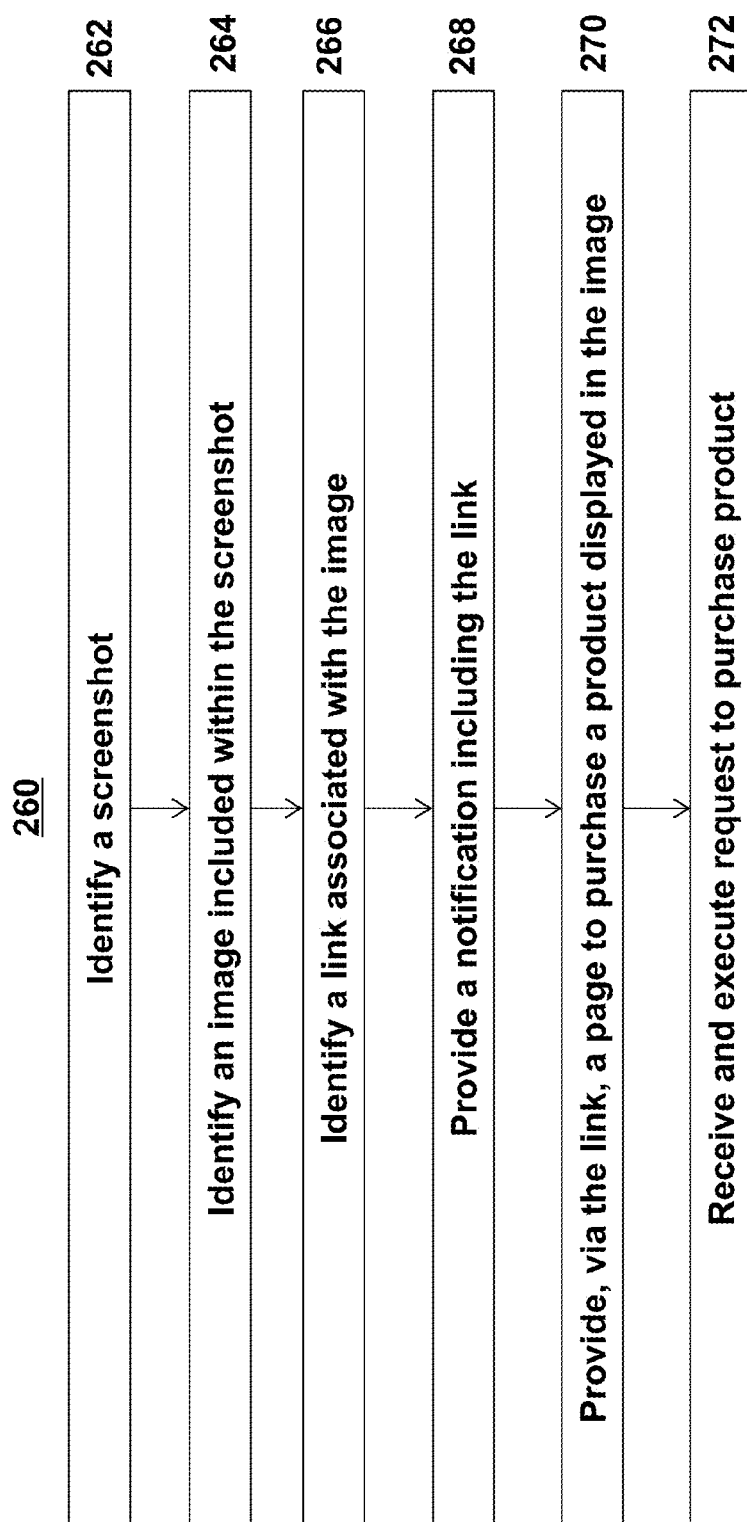 260
Identify a screenshot
262
Identify an image included within the screenshot
264
Identify a link associated with the image
266
Provide a notification including the link
268
Provide, via the link, a page to purchase a product displayed in the image
270
Receive and execute request to purchase product
272